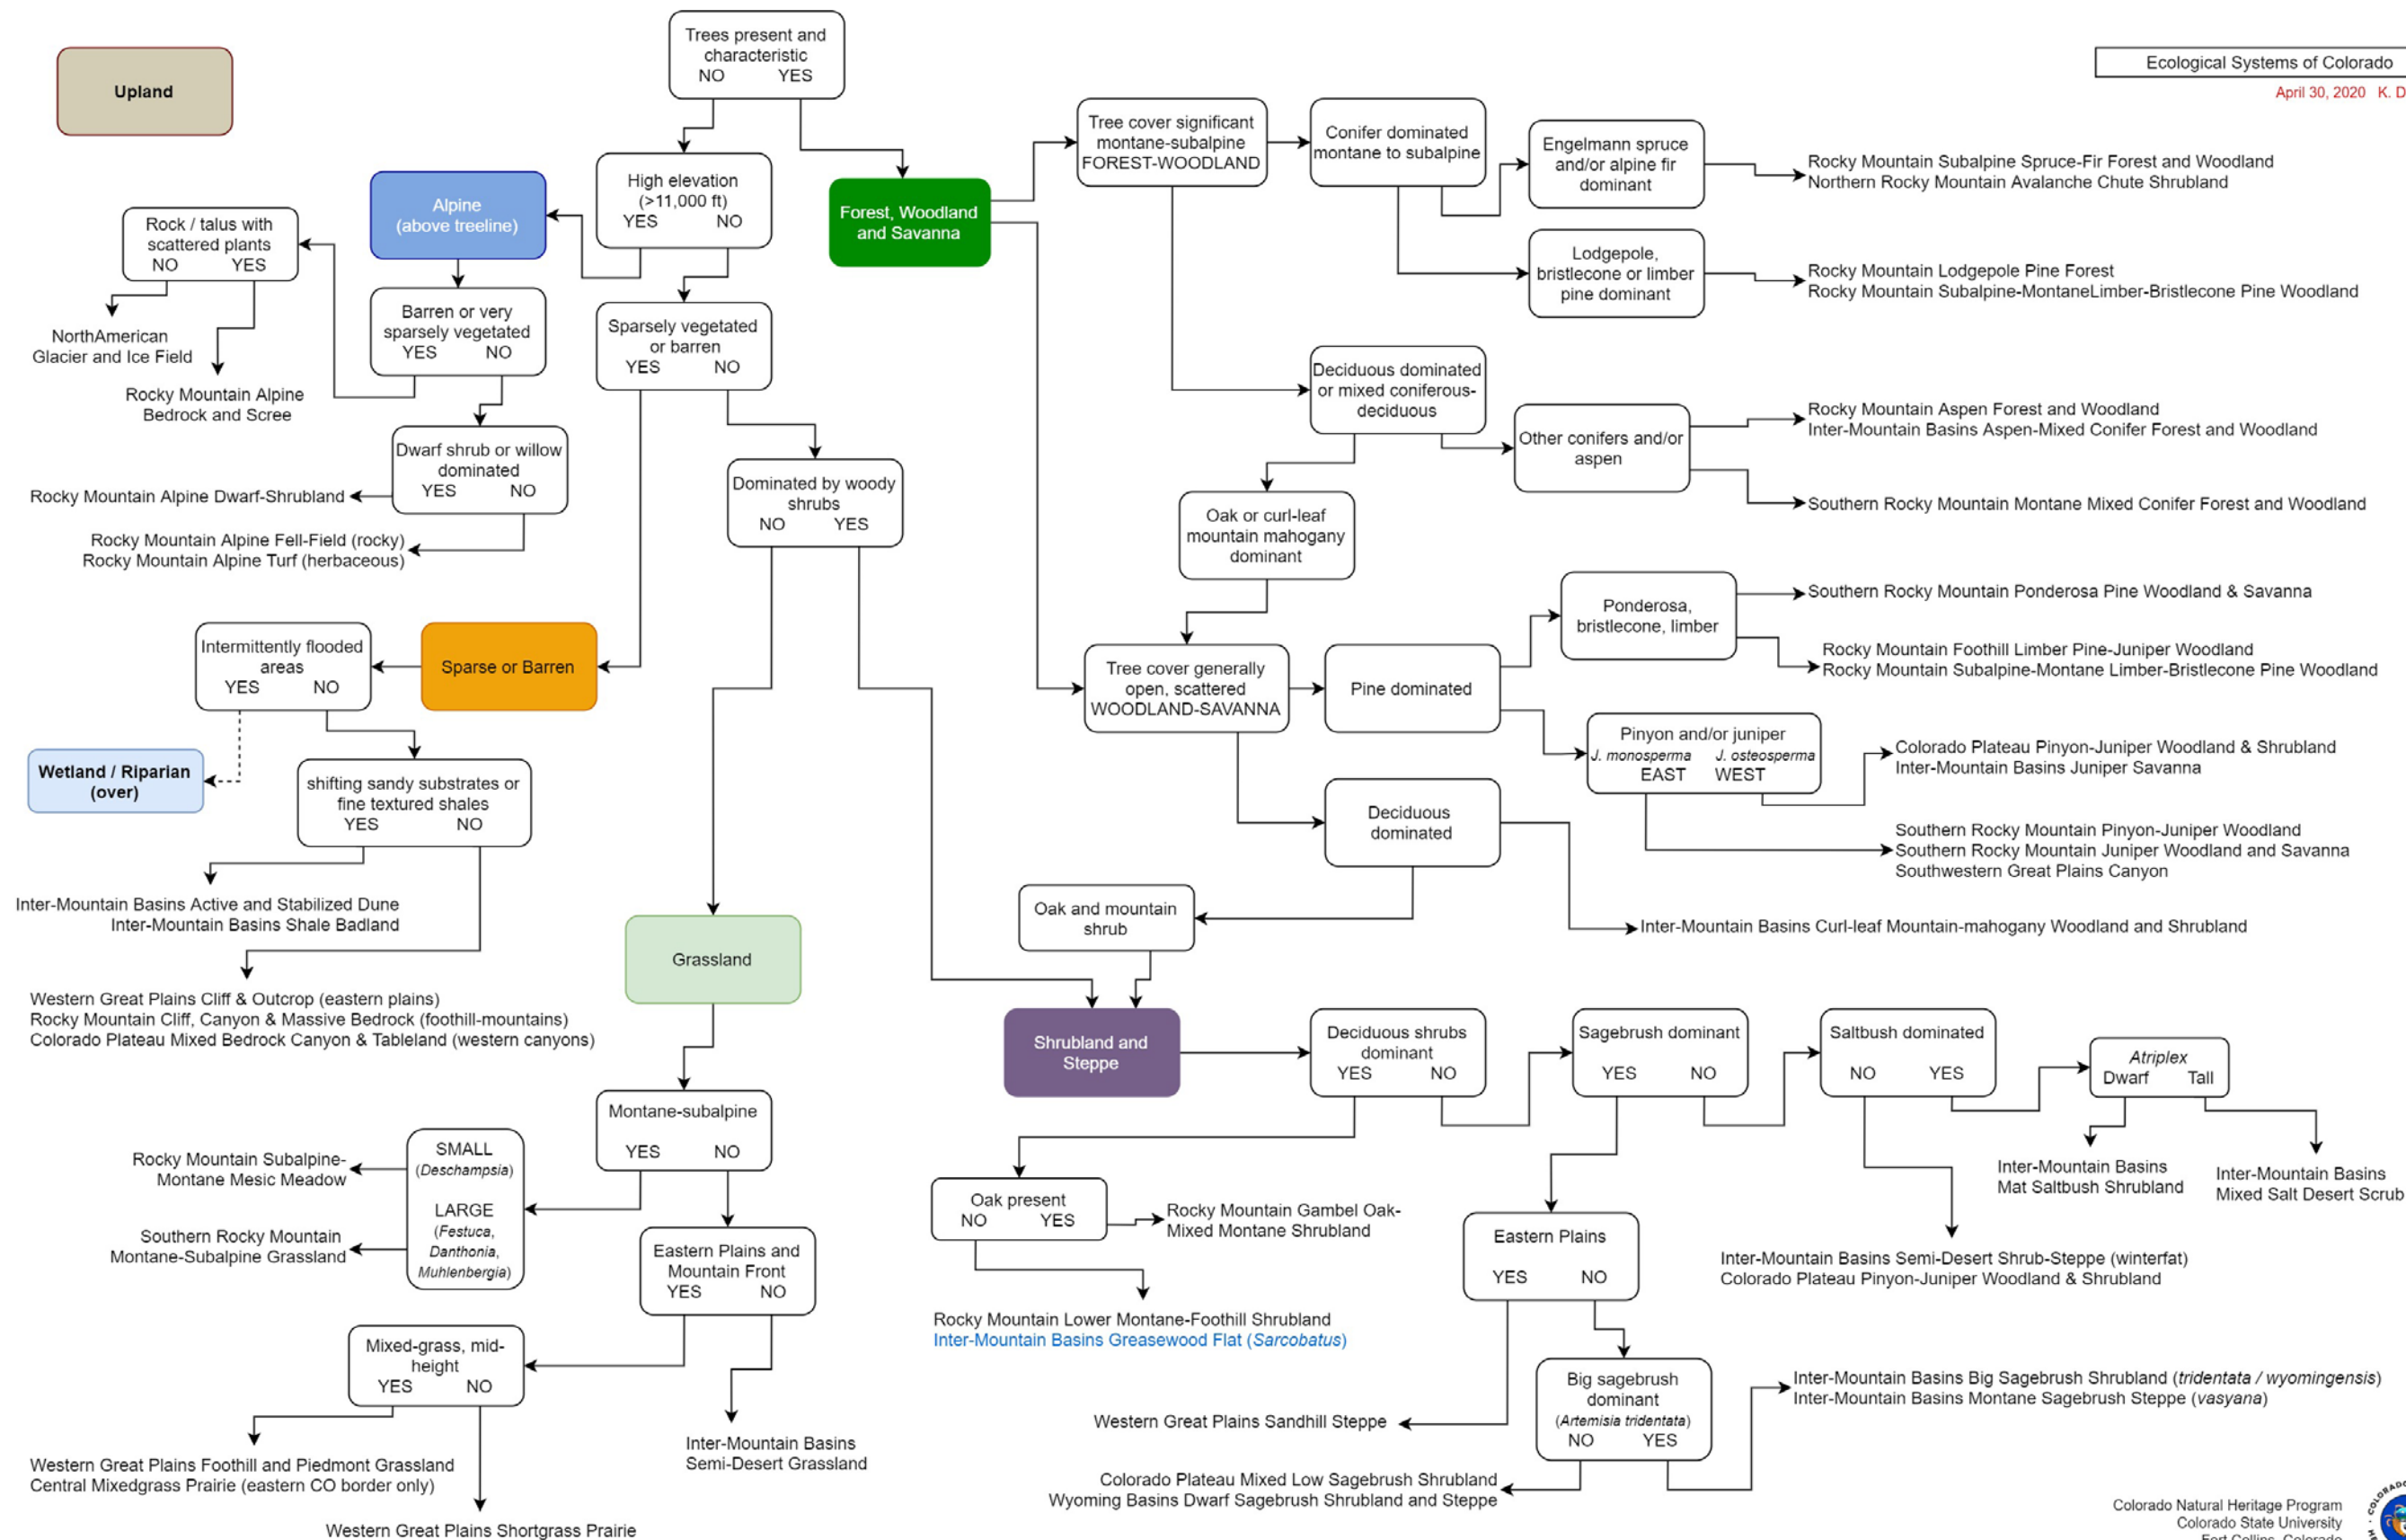 Upland
Trees present and
characteristic
NO YES
Ecological Systems of Colorado
April 30, 2020 K. D
High elevation
(>11,000 ft)
YES NO
Alpine
(above treeline)
Rock / talus with
scattered plants
NO YES
NorthAmerican
Glacier and Ice Field
Rocky Mountain Alpine
Bedrock and Scree
Barren or very
sparsely vegetated
YES NO
Dwarf shrub or willow
dominated
YES NO
Rocky Mountain Alpine Dwarf-Shrubland
Rocky Mountain Alpine Fell-Field (rocky)
Rocky Mountain Alpine Turf (herbaceous)
Sparsely vegetated
or barren
YES NO
Dominated by woody
shrubs
NO YES
Sparse or Barren
Intermittently flooded
areas
YES NO
Wetland / Riparian
(over)
shifting sandy substrates or
fine textured shales
YES NO
Inter-Mountain Basins Active and Stabilized Dune
Inter-Mountain Basins Shale Badland
Western Great Plains Cliff & Outcrop (eastern plains)
Rocky Mountain Cliff, Canyon & Massive Bedrock (foothill-mountains)
Colorado Plateau Mixed Bedrock Canyon & Tableland (western canyons)
Grassland
Montane-subalpine
YES NO
SMALL
(Deschampsia)
LARGE
(Festuca,
Danthonia,
Muhlenbergia)
Rocky Mountain Subalpine-
Montane Mesic Meadow
Southern Rocky Mountain
Montane-Subalpine Grassland
Eastern Plains and
Mountain Front
YES NO
Mixed-grass, mid-
height
YES NO
Western Great Plains Foothill and Piedmont Grassland
Central Mixedgrass Prairie (eastern CO border only)
Western Great Plains Shortgrass Prairie
Inter-Mountain Basins
Semi-Desert Grassland
Forest, Woodland
and Savanna
Tree cover significant
montane-subalpine
FOREST-WOODLAND
Conifer dominated
montane to subalpine
Engelmann spruce
and/or alpine fir
dominant
Rocky Mountain Subalpine Spruce-Fir Forest and Woodland
Northern Rocky Mountain Avalanche Chute Shrubland
Lodgepole,
bristlecone or limber
pine dominant
Rocky Mountain Lodgepole Pine Forest
Rocky Mountain Subalpine-MontaneLimber-Bristlecone Pine Woodland
Deciduous dominated
or mixed coniferous-
deciduous
Other conifers and/or
aspen
Rocky Mountain Aspen Forest and Woodland
Inter-Mountain Basins Aspen-Mixed Conifer Forest and Woodland
Southern Rocky Mountain Montane Mixed Conifer Forest and Woodland
Oak or curl-leaf
mountain mahogany
dominant
Tree cover generally
open, scattered
WOODLAND-SAVANNA
Pine dominated
Ponderosa,
bristlecone, limber
Southern Rocky Mountain Ponderosa Pine Woodland & Savanna
Rocky Mountain Foothill Limber Pine-Juniper Woodland
Rocky Mountain Subalpine-Montane Limber-Bristlecone Pine Woodland
Pinyon and/or juniper
J. monosperma J. osteosperma
EAST WEST
Colorado Plateau Pinyon-Juniper Woodland & Shrubland
Inter-Mountain Basins Juniper Savanna
Southern Rocky Mountain Pinyon-Juniper Woodland
Southern Rocky Mountain Juniper Woodland and Savanna
Southwestern Great Plains Canyon
Deciduous
dominated
Inter-Mountain Basins Curl-leaf Mountain-mahogany Woodland and Shrubland
Oak and mountain
shrub
Shrubland and
Steppe
Deciduous shrubs
dominant
YES NO
Sagebrush dominant
YES NO
Saltbush dominated
NO YES
Atriplex
Dwarf Tall
Inter-Mountain Basins
Mat Saltbush Shrubland
Inter-Mountain Basins
Mixed Salt Desert Scrub
Oak present
NO YES
Rocky Mountain Gambel Oak-
Mixed Montane Shrubland
Rocky Mountain Lower Montane-Foothill Shrubland
Inter-Mountain Basins Greasewood Flat (Sarcobatus)
Eastern Plains
YES NO
Inter-Mountain Basins Semi-Desert Shrub-Steppe (winterfat)
Colorado Plateau Pinyon-Juniper Woodland & Shrubland
Western Great Plains Sandhill Steppe
Big sagebrush
dominant
(Artemisia tridentata)
NO YES
Inter-Mountain Basins Big Sagebrush Shrubland (tridentata / wyomingensis)
Inter-Mountain Basins Montane Sagebrush Steppe (vasyana)
Colorado Plateau Mixed Low Sagebrush Shrubland
Wyoming Basins Dwarf Sagebrush Shrubland and Steppe
Colorado Natural Heritage Program
Colorado State University
Fort Collins, Colorado